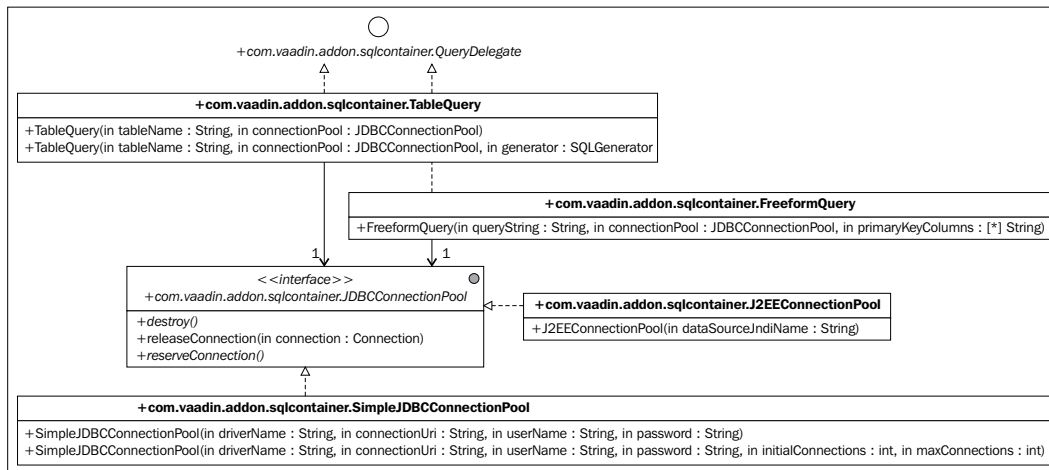 +com.vaadin.addon.sqlcontainer.QueryDelegate
+com.vaadin.addon.sqlcontainer.TableQuery
+TableQuery(in tableName : String, in connectionPool : JDBCConnectionPool)
+TableQuery(in tableName : String, in connectionPool : JDBCConnectionPool, in generator : SQLGenerator
+com.vaadin.addon.sqlcontainer.FreeformQuery
+FreeformQuery(in queryString : String, in connectionPool : JDBCConnectionPool, in primaryKeyColumns : [*] String)
1 1
<<interface>>
+com.vaadin.addon.sqlcontainer.JDBCConnectionPool
+destroy()
+releaseConnection(in connection : Connection)
+reserveConnection()
+com.vaadin.addon.sqlcontainer.J2EEConnectionPool
+J2EEConnectionPool(in dataSourceJndiName : String)
+com.vaadin.addon.sqlcontainer.SimpleJDBCConnectionPool
+SimpleJDBCConnectionPool(in driverName : String, in connectionUri : String, in userName : String, in password : String)
+SimpleJDBCConnectionPool(in driverName : String, in connectionUri : String, in userName : String, in password : String, in initialConnections : int, in maxConnections : int)